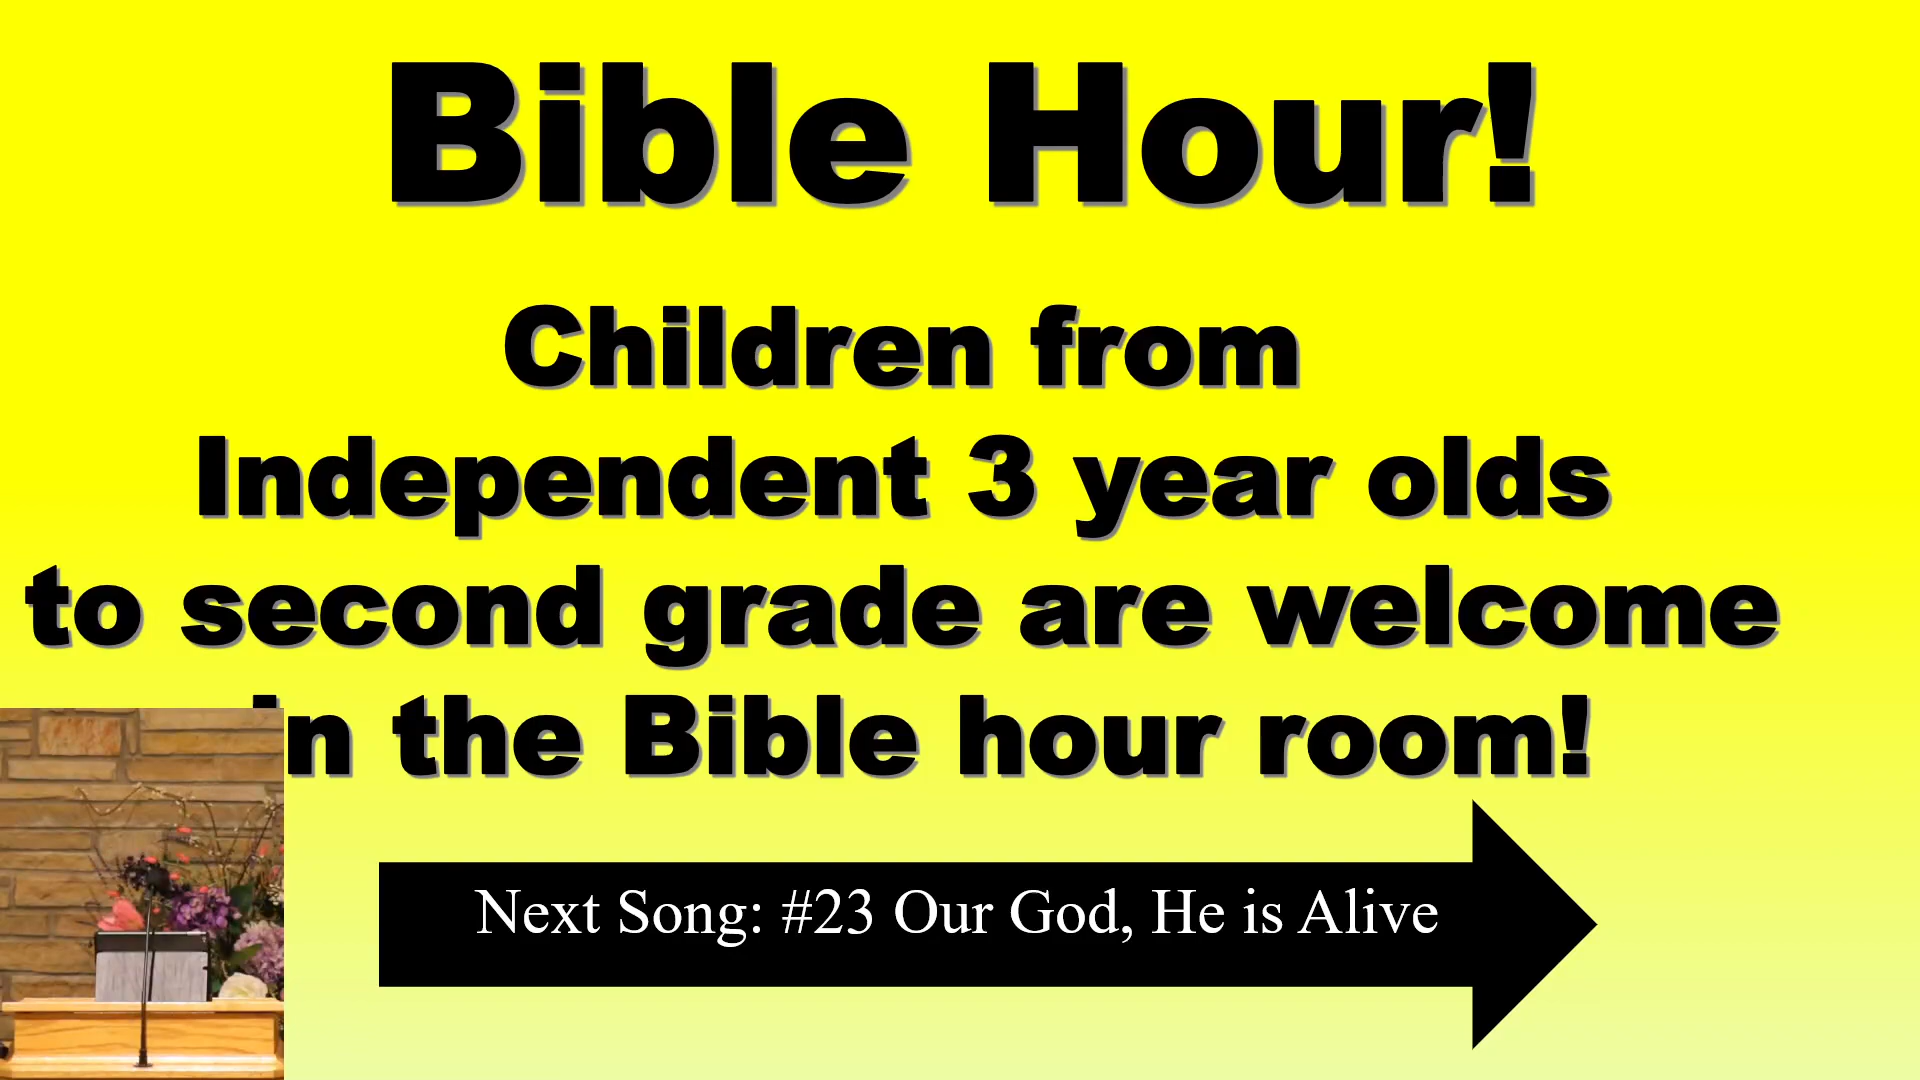 Bible Hour!
Children from
Independent 3 year olds
to second grade are welcome
in the Bible hour room!
Next Song: #23 Our God, He is Alive